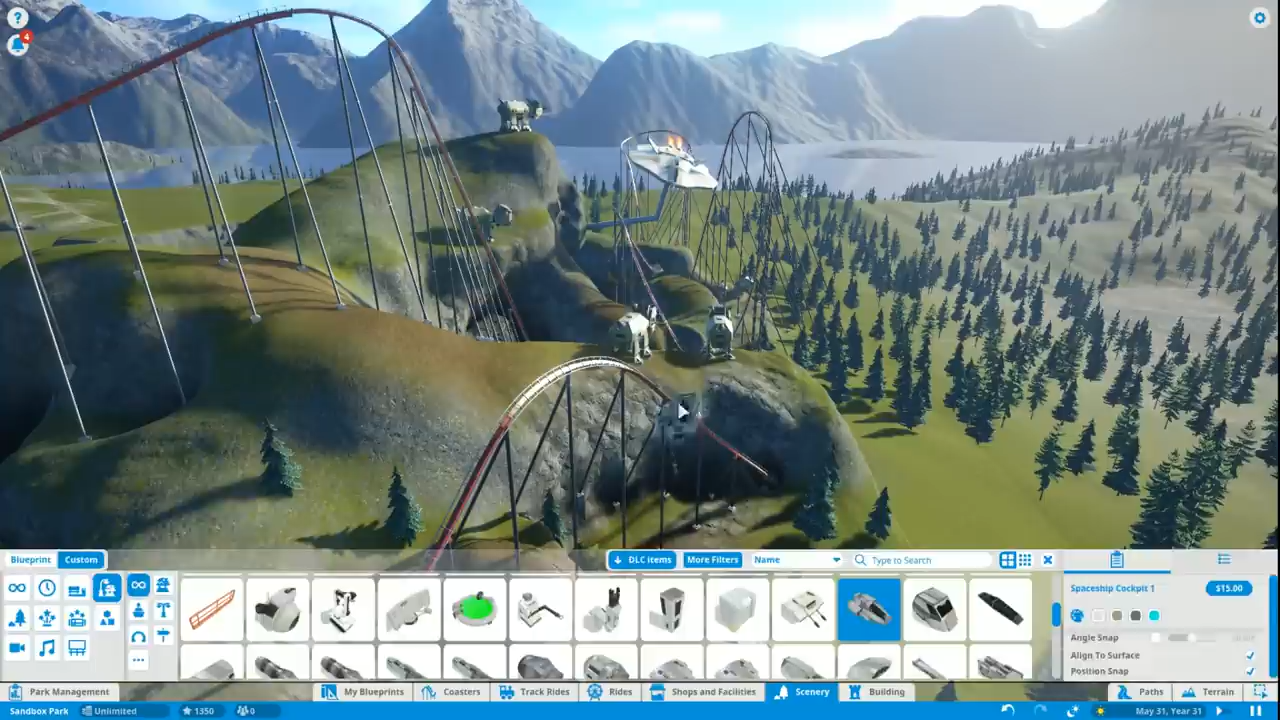 ?
4
Blueprint
Custom
DLC Items
More Filters
Name
Type to Search
Spaceship Cockpit 1
$15.00
Angle Snap
Align To Surface
Position Snap
Park Management
My Blueprints
Coasters
Track Rides
Rides
Shops and Facilities
Scenery
Building
Paths
Terrain
Sandbox Park
Unlimited
1350
0
May 31, Year 31